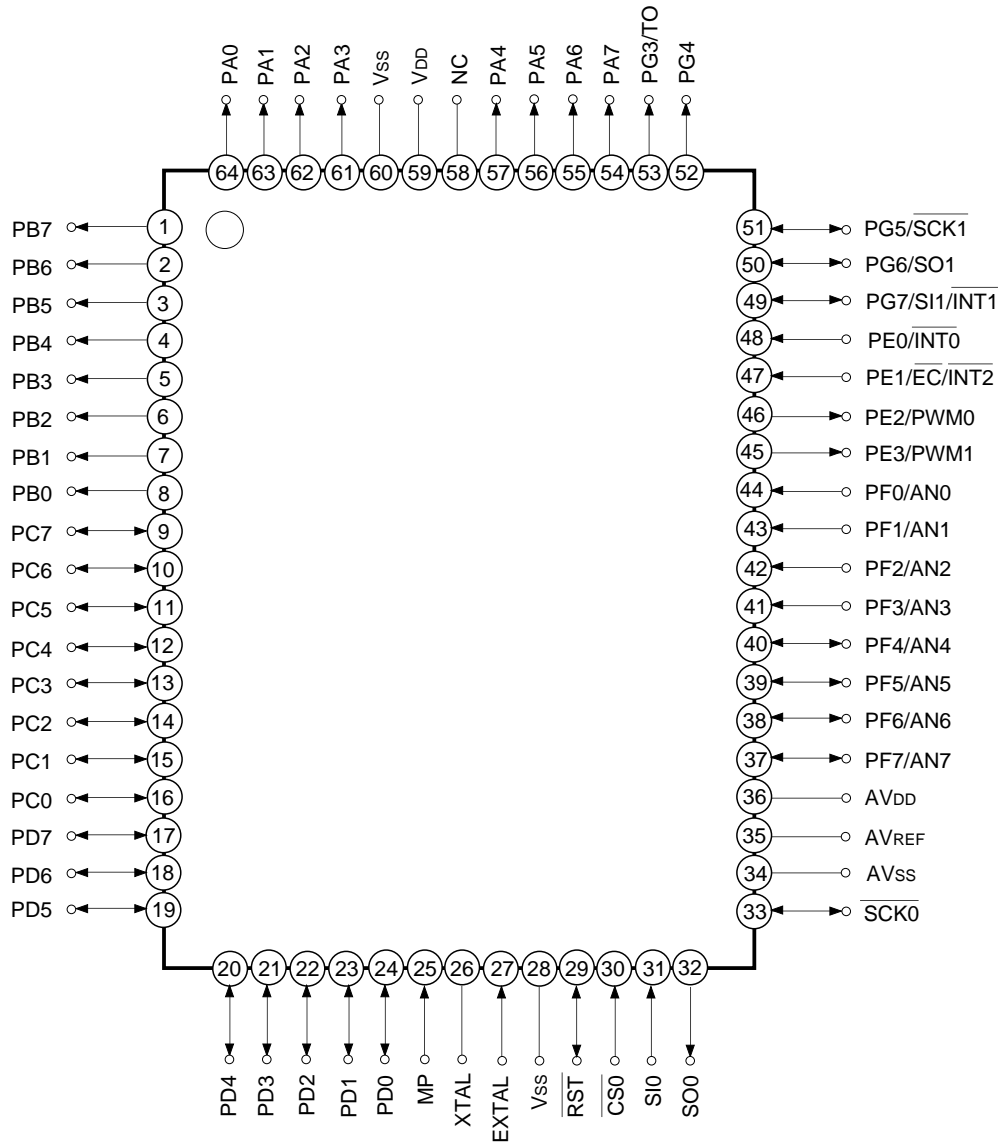 PA0 PA1 PA2 PA3 VSS VDD NC PA4 PA5 PA6 PA7 PG3/TO PG4
64 63 62 61 60 59 58 57 56 55 54 53 52
PB7 1 51 PG5/SCK1
PB6 2 50 PG6/SO1
PB5 3 49 PG7/SI1/INT1
PB4 4 48 PE0/INT0
PB3 5 47 PE1/EC/INT2
PB2 6 46 PE2/PWM0
PB1 7 45 PE3/PWM1
PB0 8 44 PF0/AN0
PC7 9 43 PF1/AN1
PC6 10 42 PF2/AN2
PC5 11 41 PF3/AN3
PC4 12 40 PF4/AN4
PC3 13 39 PF5/AN5
PC2 14 38 PF6/AN6
PC1 15 37 PF7/AN7
PC0 16 36 AVDD
PD7 17 35 AVREF
PD6 18 34 AVSS
PD5 19 33 SCK0
20 21 22 23 24 25 26 27 28 29 30 31 32
PD4 PD3 PD2 PD1 PD0 MP XTAL EXTAL VSS RST CS0 SI0 SO0